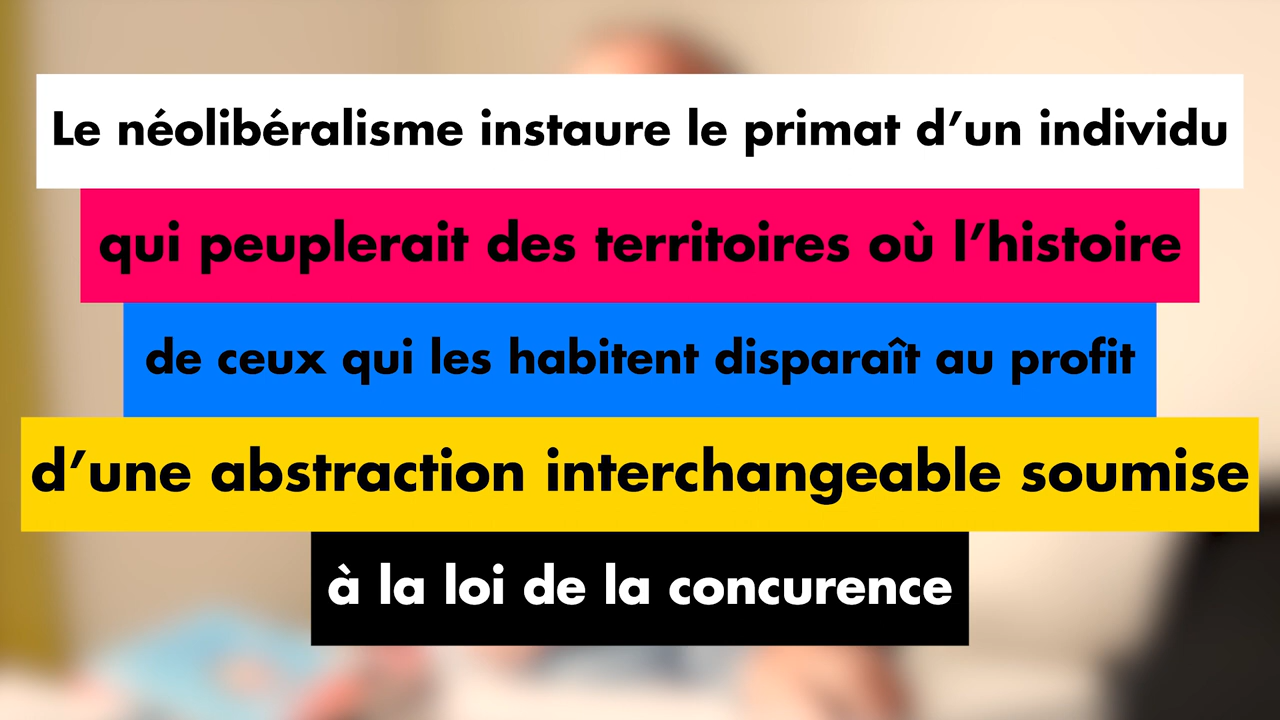 Le néolibéralisme instaure le primat d’un individu
qui peuplerait des territoires où l’histoire
de ceux qui les habitent disparaît au profit
d’une abstraction interchangeable soumise
à la loi de la concurence